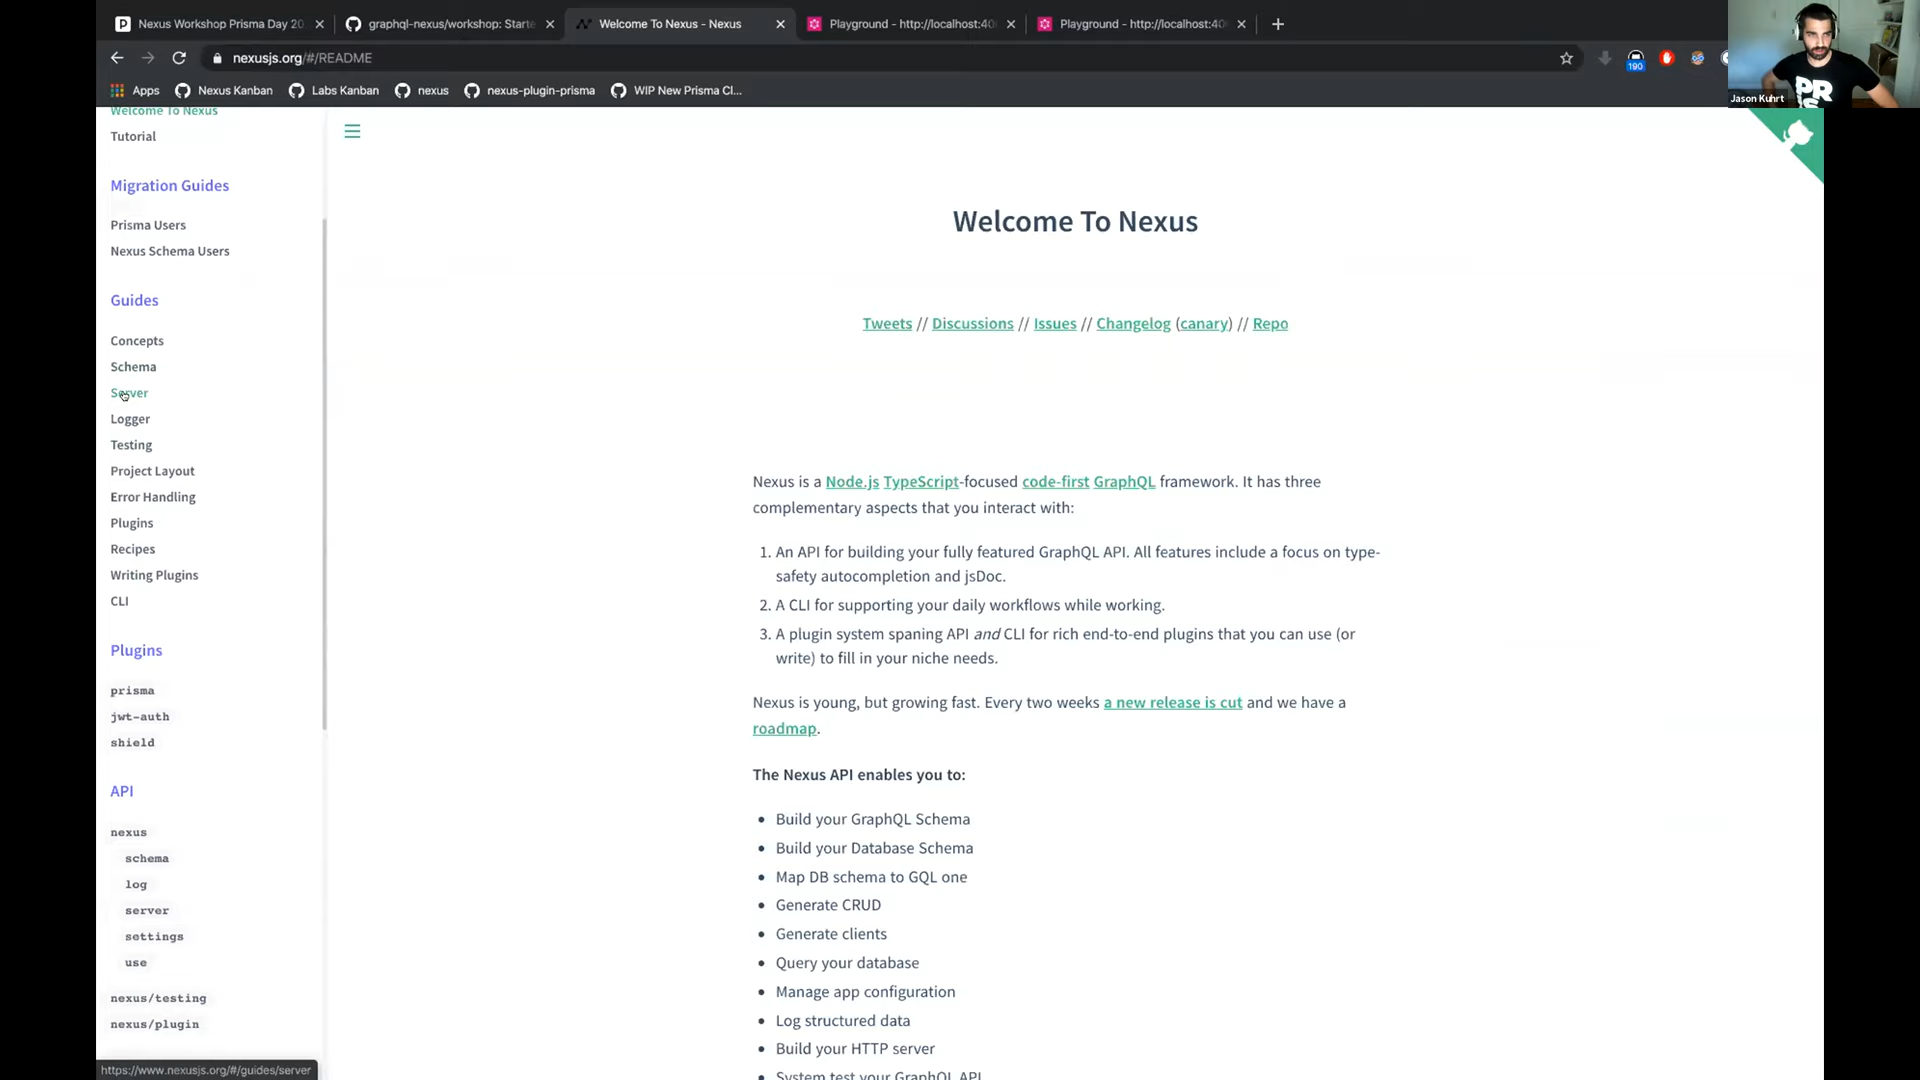 Nexus Workshop Prisma Day 20
graphql-nexus/workshop: Starte
Welcome To Nexus - Nexus
Playground - http://localhost:40
Playground - http://localhost:40
nexusjs.org/#/README
190
Apps
Nexus Kanban
Labs Kanban
nexus
nexus-plugin-prisma
WIP New Prisma Cl...
PR
IS
Jason Kuhrt
Welcome To Nexus
Tutorial
Migration Guides
Prisma Users
Nexus Schema Users
Guides
Concepts
Schema
Server
Logger
Testing
Project Layout
Error Handling
Plugins
Recipes
Writing Plugins
CLI
Plugins
prisma
jwt-auth
shield
API
nexus
schema
log
server
settings
use
nexus/testing
nexus/plugin
https://www.nexusjs.org/#/guides/server
Welcome To Nexus
Tweets // Discussions // Issues // Changelog (canary) // Repo
Nexus is a Node.js TypeScript-focused code-first GraphQL framework. It has three
complementary aspects that you interact with:
1. An API for building your fully featured GraphQL API. All features include a focus on type-
safety autocompletion and jsDoc.
2. A CLI for supporting your daily workflows while working.
3. A plugin system spaning API and CLI for rich end-to-end plugins that you can use (or
write) to fill in your niche needs.
Nexus is young, but growing fast. Every two weeks a new release is cut and we have a
roadmap.
The Nexus API enables you to:
• Build your GraphQL Schema
• Build your Database Schema
• Map DB schema to GQL one
• Generate CRUD
• Generate clients
• Query your database
• Manage app configuration
• Log structured data
• Build your HTTP server
• System test your GraphQL API